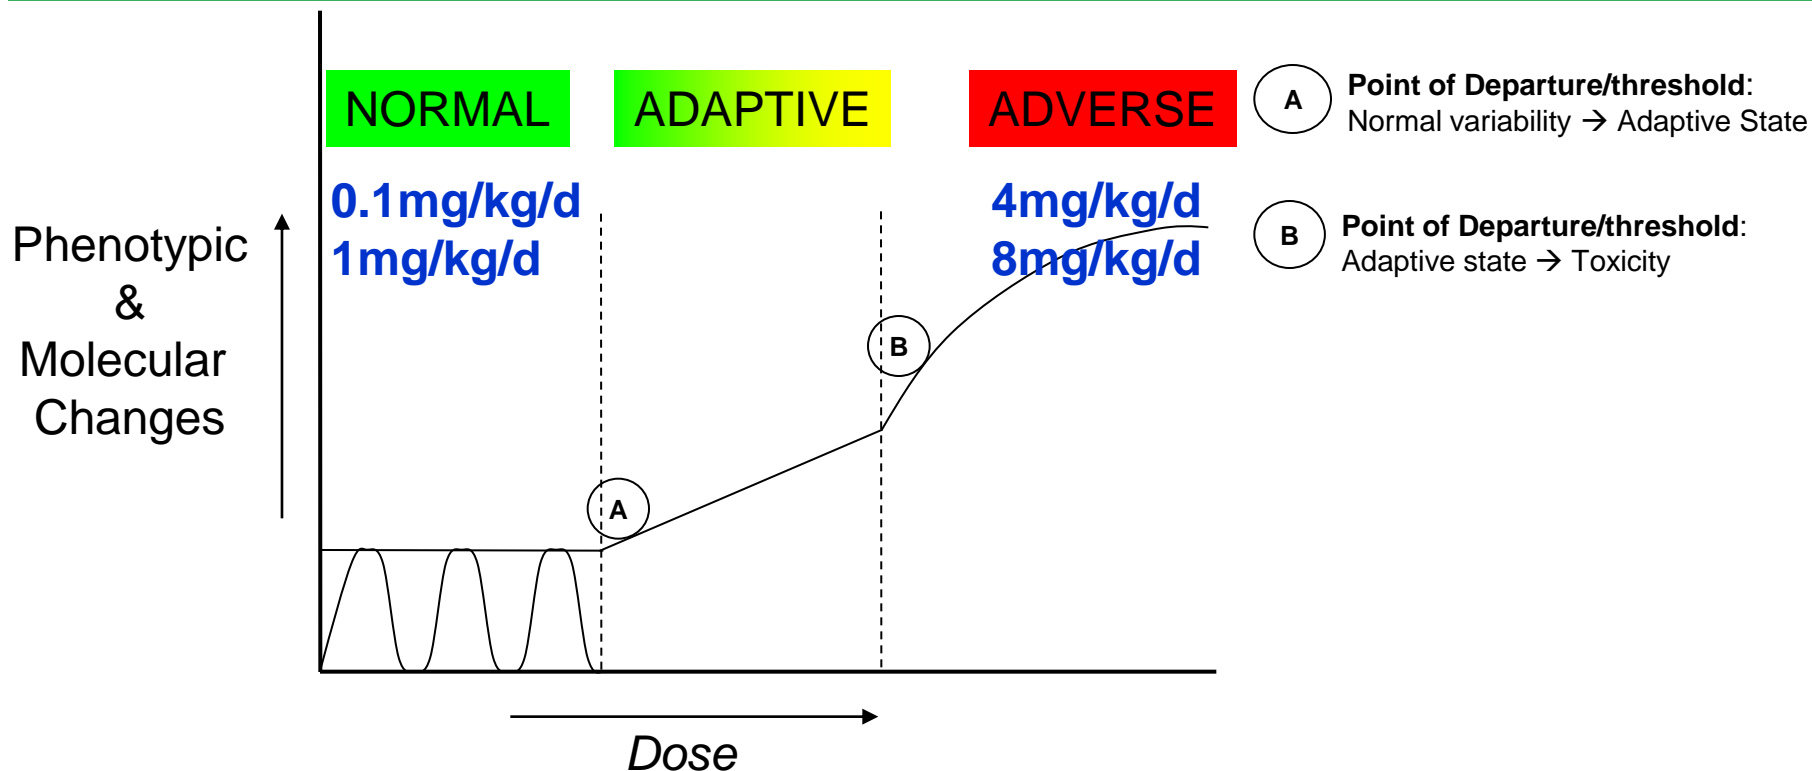 NORMAL
ADAPTIVE
ADVERSE
0.1mg/kg/d
1mg/kg/d
4mg/kg/d
8mg/kg/d
A
Point of Departure/threshold:
Normal variability → Adaptive State
B
Point of Departure/threshold:
Adaptive state → Toxicity
Phenotypic
&
Molecular
Changes
B
A
Dose